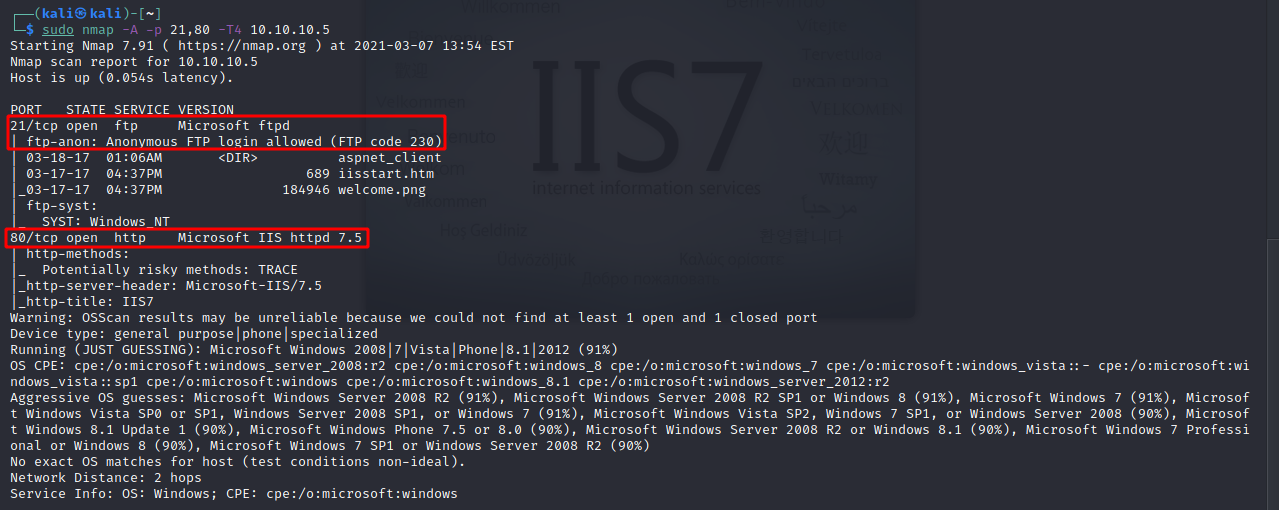 (kali㉿kali)-[~]
$ sudo nmap -A -p 21,80 -T4 10.10.10.5
Starting Nmap 7.91 ( https://nmap.org ) at 2021-03-07 13:54 EST
Nmap scan report for 10.10.10.5
Host is up (0.054s latency).
PORT   STATE SERVICE VERSION
21/tcp open  ftp     Microsoft ftpd
| ftp-anon: Anonymous FTP login allowed (FTP code 230)
| 03-18-17  01:06AM       <DIR>          aspnet_client
| 03-17-17  04:37PM                  689 iisstart.htm
|_03-17-17  04:37PM               184946 welcome.png
| ftp-syst:
|_  SYST: Windows_NT
80/tcp open  http    Microsoft IIS httpd 7.5
| http-methods:
|_  Potentially risky methods: TRACE
|_http-server-header: Microsoft-IIS/7.5
|_http-title: IIS7
Warning: OSScan results may be unreliable because we could not find at least 1 open and 1 closed port
Device type: general purpose|phone|specialized
Running (JUST GUESSING): Microsoft Windows 2008|7|Vista|Phone|8.1|2012 (91%)
OS CPE: cpe:/o:microsoft:windows_server_2008:r2 cpe:/o:microsoft:windows_8 cpe:/o:microsoft:windows_7 cpe:/o:microsoft:windows_vista::- cpe:/o:microsoft:wi
ndows_vista::sp1 cpe:/o:microsoft:windows cpe:/o:microsoft:windows_8.1 cpe:/o:microsoft:windows_server_2012:r2
Aggressive OS guesses: Microsoft Windows Server 2008 R2 (91%), Microsoft Windows Server 2008 R2 SP1 or Windows 8 (91%), Microsoft Windows 7 (91%), Microsof
t Windows Vista SP0 or SP1, Windows Server 2008 SP1, or Windows 7 (91%), Microsoft Windows Vista SP2, Windows 7 SP1, or Windows Server 2008 (90%), Microsof
t Windows 8.1 Update 1 (90%), Microsoft Windows Phone 7.5 or 8.0 (90%), Microsoft Windows Server 2008 R2 or Windows 8.1 (90%), Microsoft Windows 7 Professi
onal or Windows 8 (90%), Microsoft Windows 7 SP1 or Windows Server 2008 R2 (90%)
No exact OS matches for host (test conditions non-ideal).
Network Distance: 2 hops
Service Info: OS: Windows; CPE: cpe:/o:microsoft:windows
IIS7
internet information services
Velkommen
Witamy
Hoş Geldiniz
Üdvözöljük